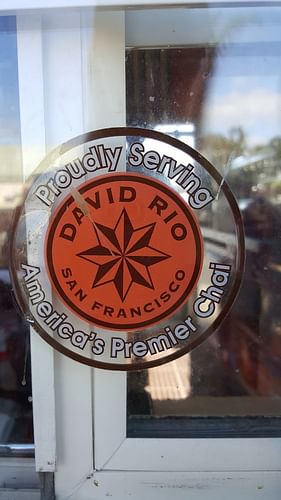 Proudly Serving
DAVID RIO
SAN FRANCISCO
America's Premier Chai